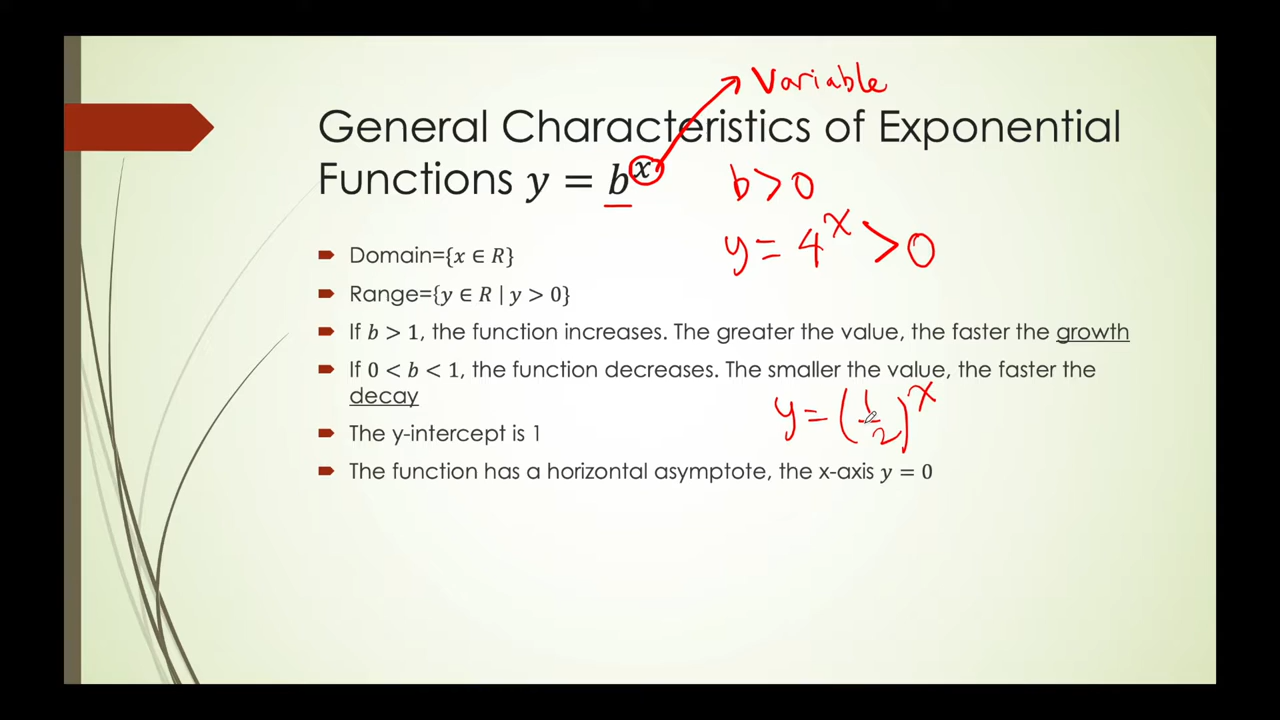 Variable
General Characteristics of Exponential
Functions y = b^x
b > 0
y = 4^x > 0
Domain={x ∈ R}
Range={y ∈ R | y > 0}
If b > 1, the function increases. The greater the value, the faster the growth
If 0 < b < 1, the function decreases. The smaller the value, the faster the
decay
y = (1/2)^x
The y-intercept is 1
The function has a horizontal asymptote, the x-axis y = 0